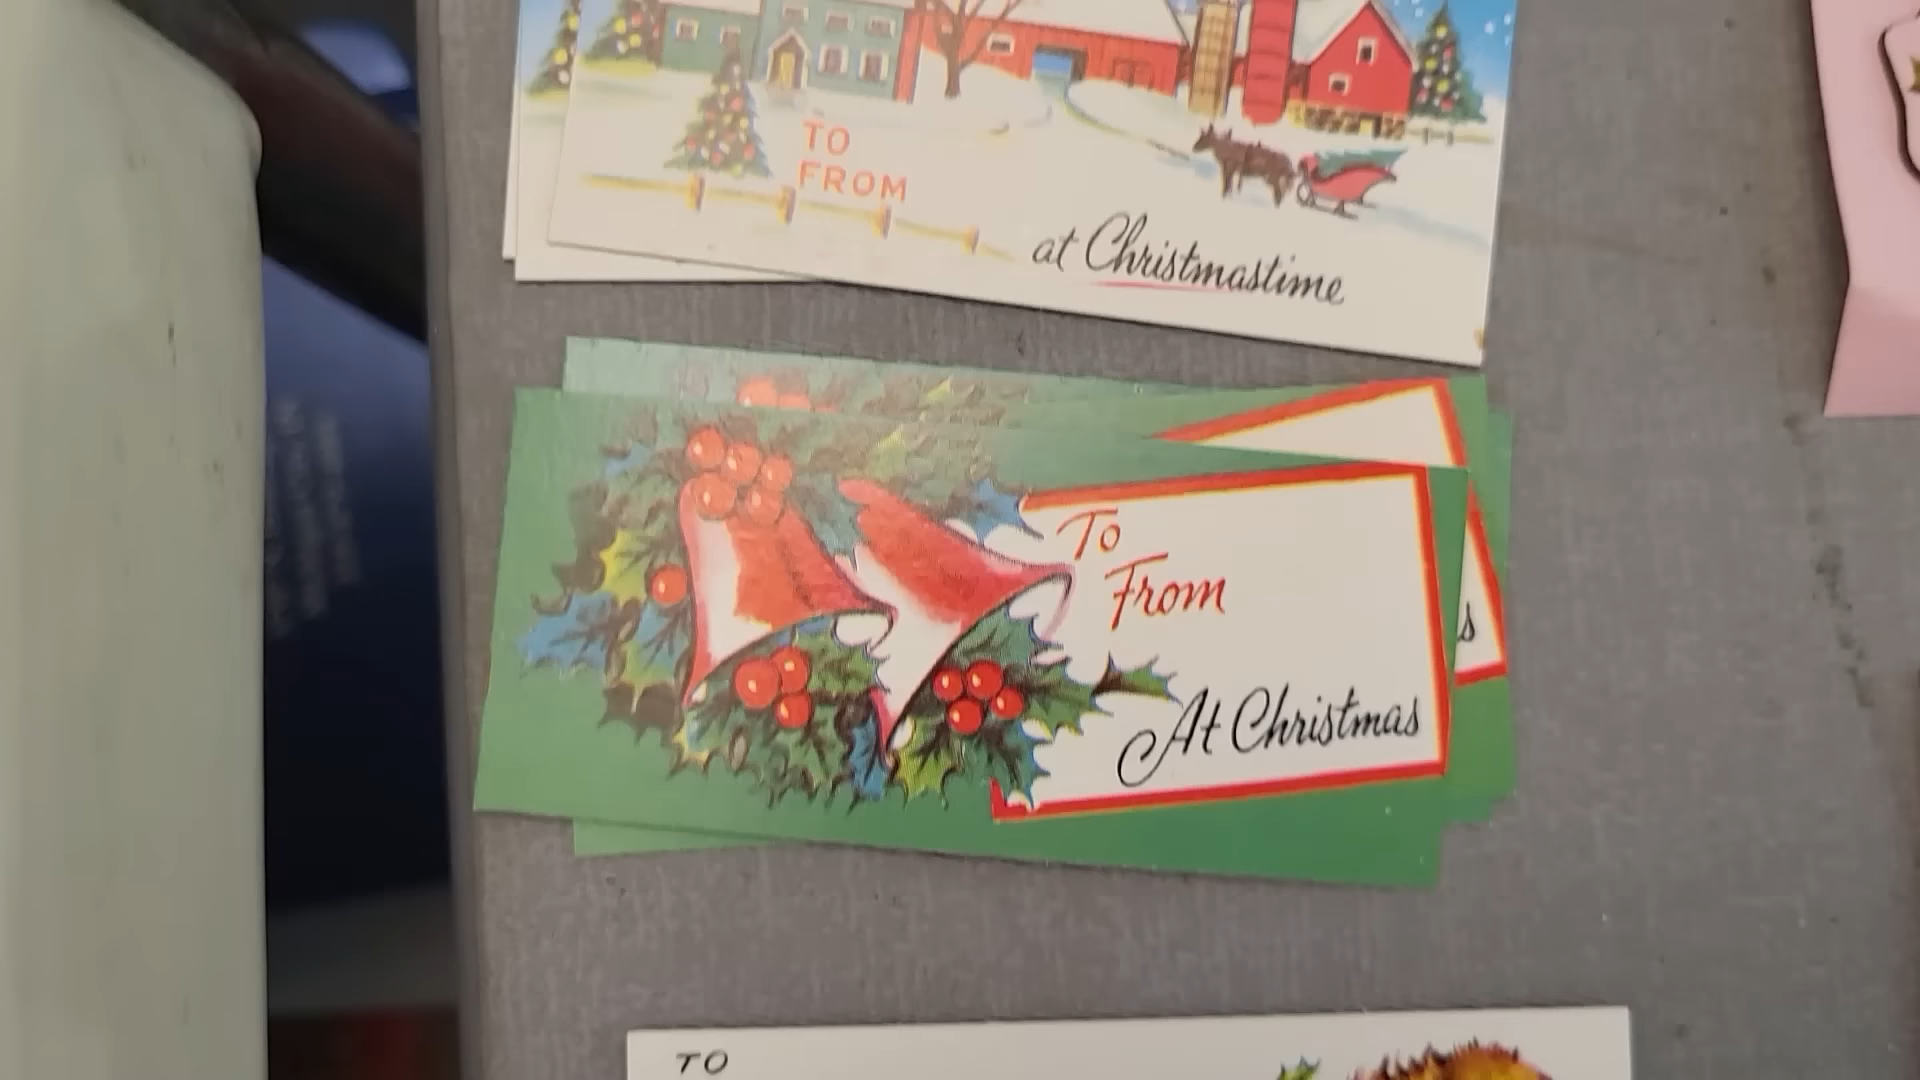 TO
FROM
at Christmastime
To
From
At Christmas
s
TO